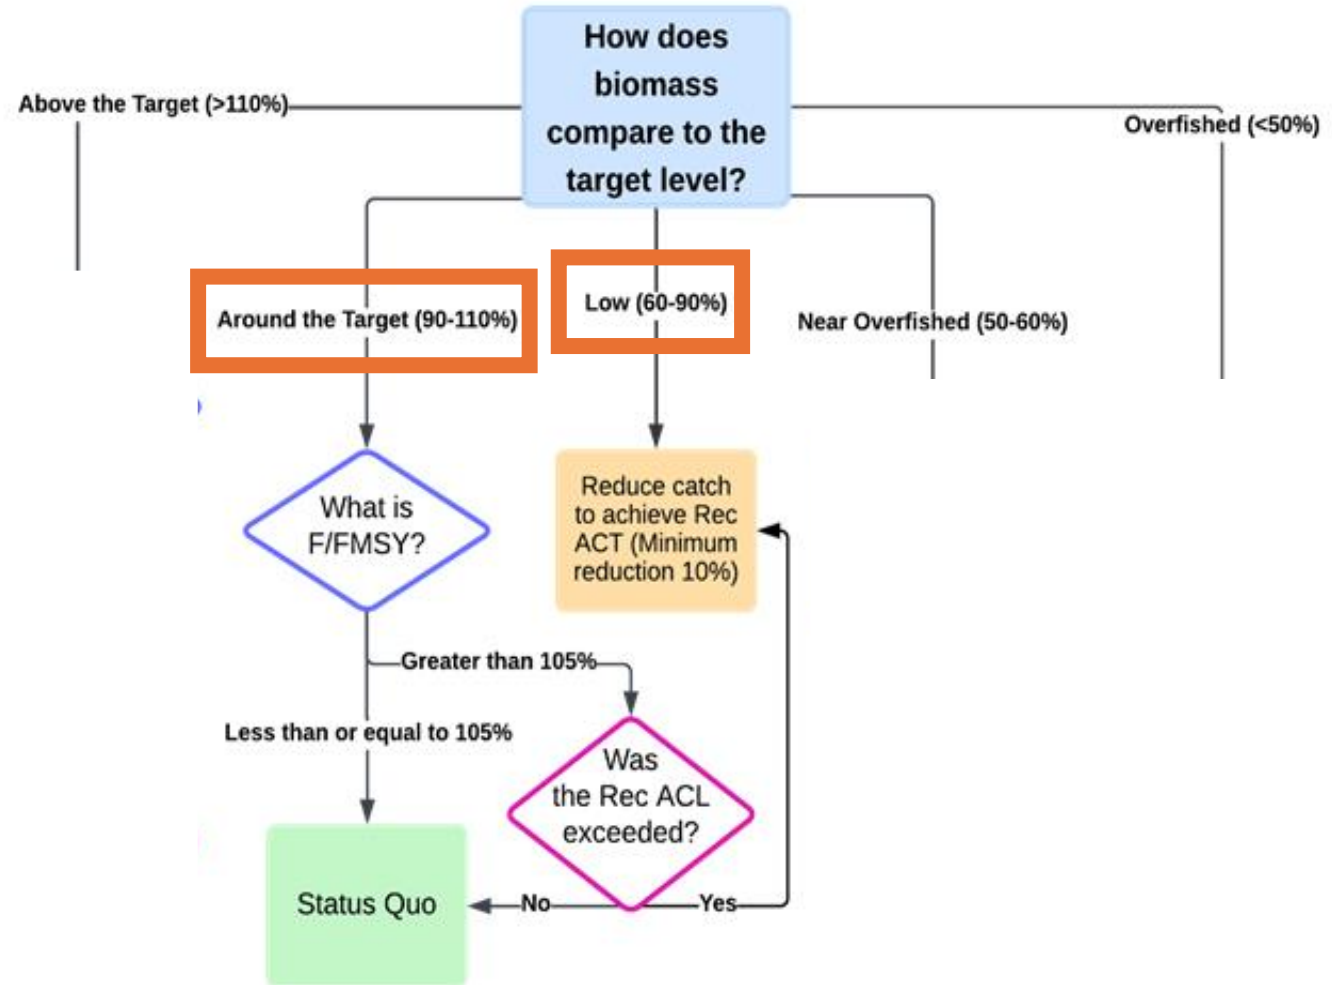 How does
biomass
compare to the
target level?
Above the Target (>110%)
Overfished (<50%)
Around the Target (90-110%)
Low (60-90%)
Near Overfished (50-60%)
What is
F/FMSY?
Reduce catch
to achieve Rec
ACT (Minimum
reduction 10%)
Greater than 105%
Less than or equal to 105%
Was
the Rec ACL
exceeded?
Status Quo
No
Yes